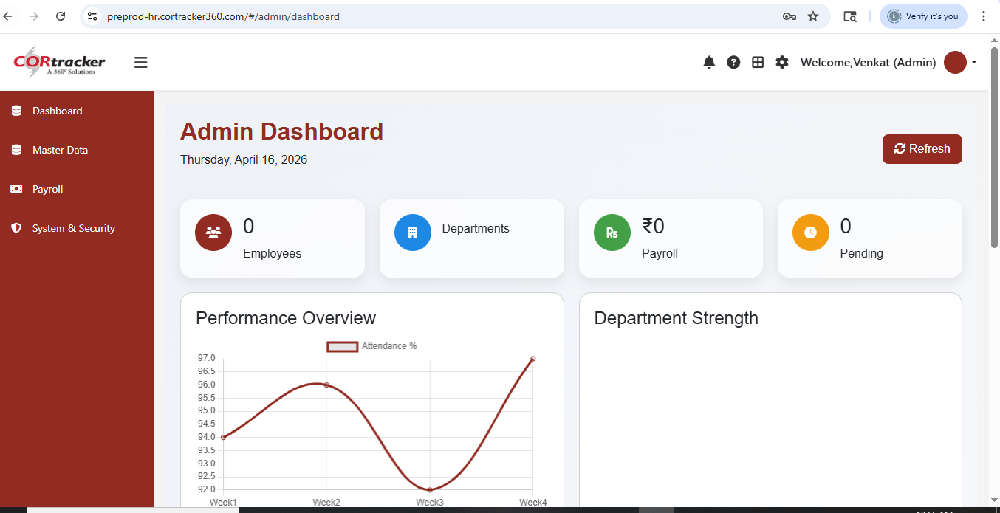 preprod-hr.cortracker360.com/#/admin/dashboard
k
Verify it's you
CORtracker
A 360° Solutions
Welcome,Venkat (Admin)
Dashboard
Master Data
Payroll
System & Security
Admin Dashboard
Thursday, April 16, 2026
Refresh
0
Employees
Departments
Rs
₹0
Payroll
0
Pending
Performance Overview
Attendance %
97.0
96.5
96.0
95.5
95.0
94.5
94.0
93.5
93.0
92.5
92.0
Week1 Week2 Week3 Week4
Department Strength